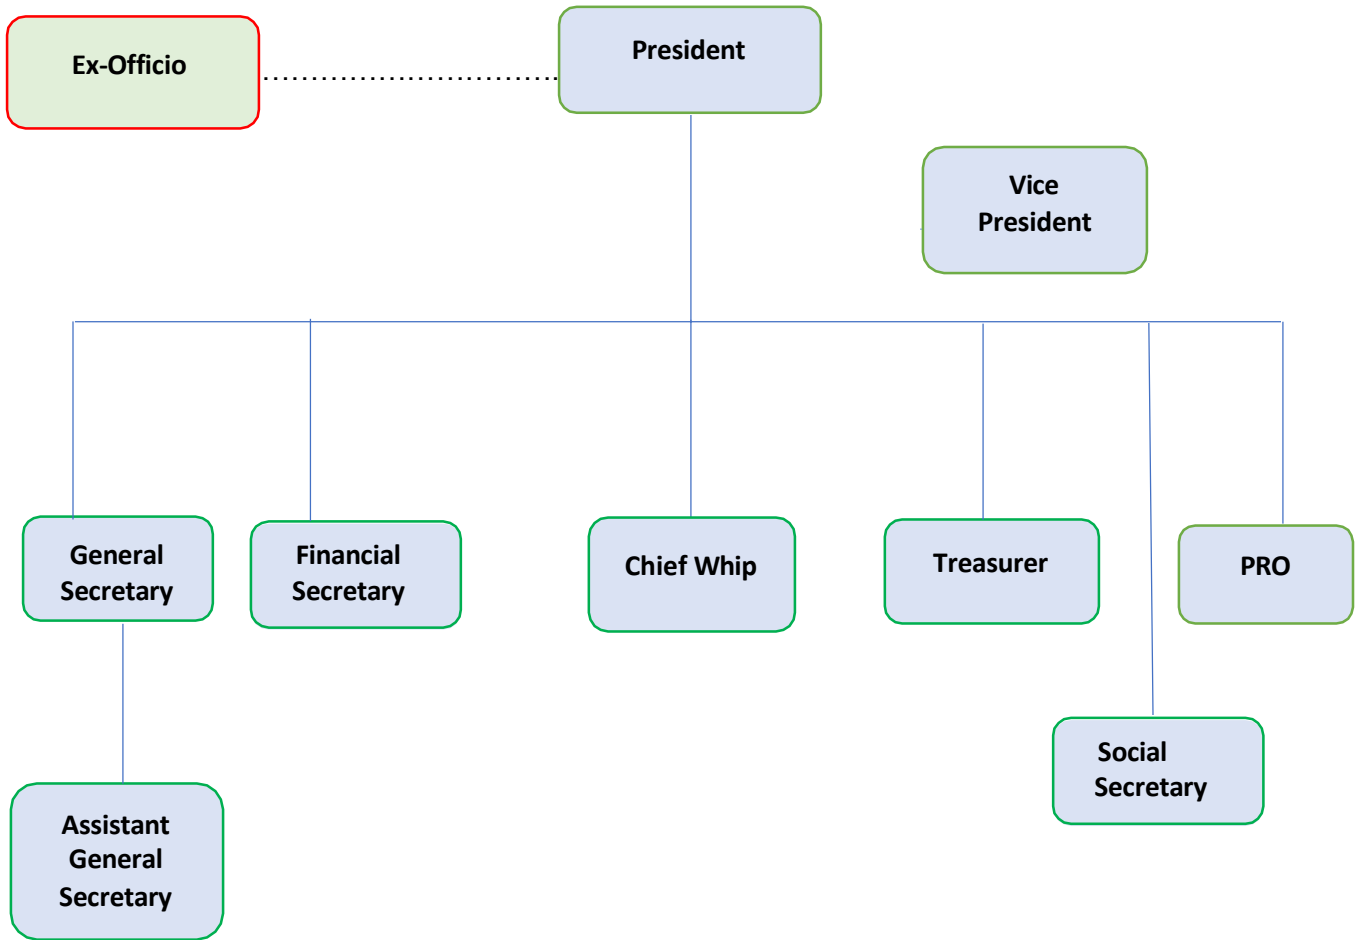 Ex-Officio
President
Vice
President
General
Secretary
Financial
Secretary
Chief Whip
Treasurer
PRO
Social
Secretary
Assistant
General
Secretary